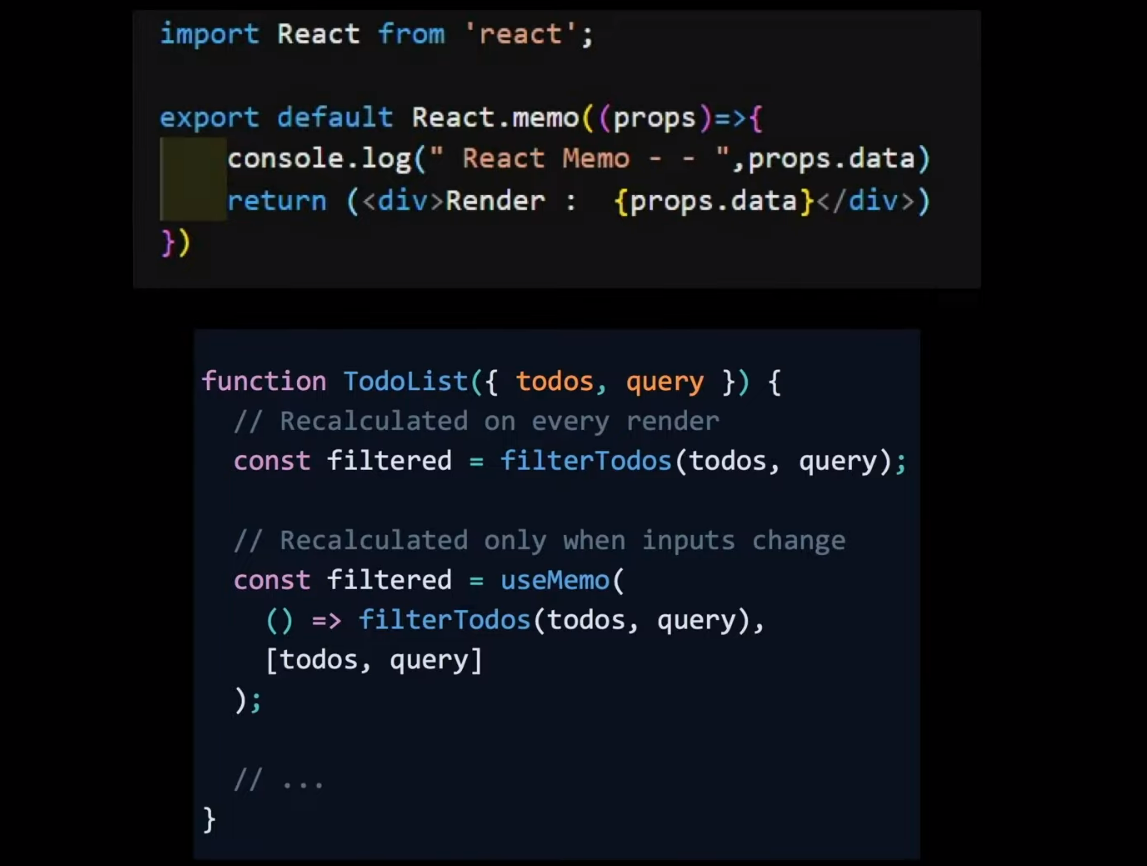 import React from 'react';
export default React.memo((props)=>{
console.log(" React Memo - - ",props.data)
return (<div>Render :  {props.data}</div>)
})
function TodoList({ todos, query }) {
// Recalculated on every render
const filtered = filterTodos(todos, query);
// Recalculated only when inputs change
const filtered = useMemo(
() => filterTodos(todos, query),
[todos, query]
);
// ...
}